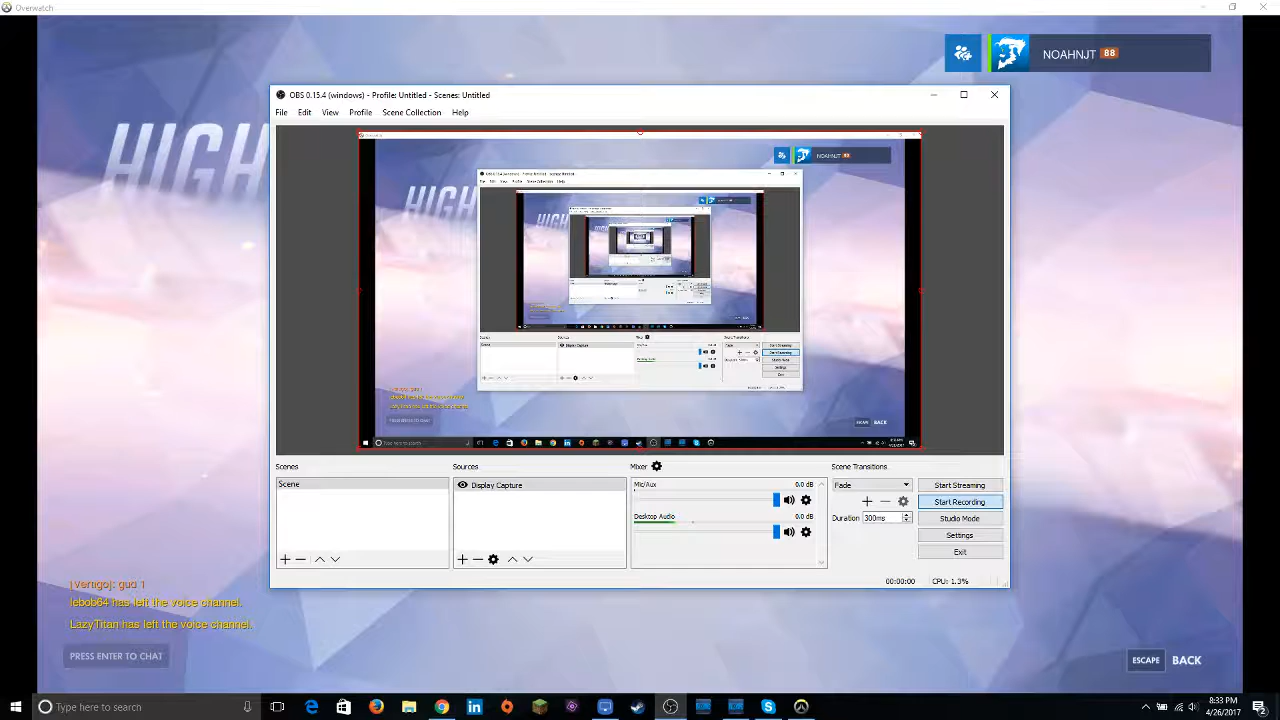 Overwatch
HIGH
NOAHNJT 88
OBS 0.15.4 (windows) - Profile: Untitled - Scenes: Untitled
File Edit View Profile Scene Collection Help
NOAHNJT
HIGH
Scenes
Sources
Mixer
Scene Transitions
Scene
Display Capture
Mic/Aux 0.0 dB
Desktop Audio 0.0 dB
Fade
Duration 300ms
Start Streaming
Start Recording
Studio Mode
Settings
Exit
00:00:00 CPU: 1.3%
[Vertigo]: gud 1
lebob64 has left the voice channel.
LazyTitan has left the voice channel.
PRESS ENTER TO CHAT
ESCAPE BACK
Type here to search
8:33 PM
4/26/2017